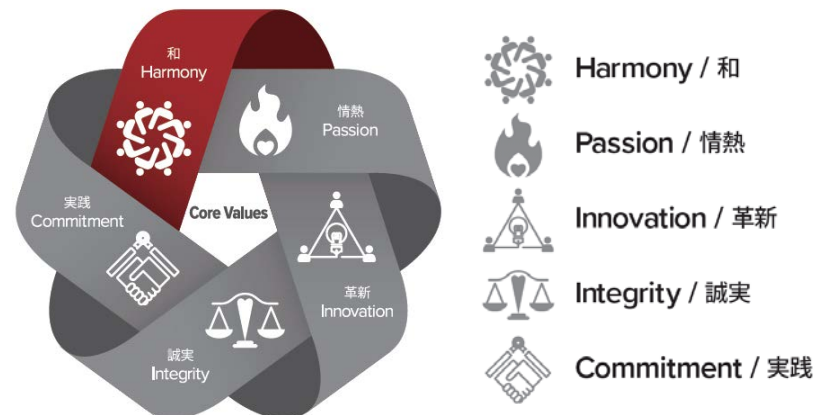 和
Harmony
情熱
Passion
実践
Commitment
Core Values
革新
Innovation
誠実
Integrity
Harmony / 和
Passion / 情熱
Innovation / 革新
Integrity / 誠実
Commitment / 実践